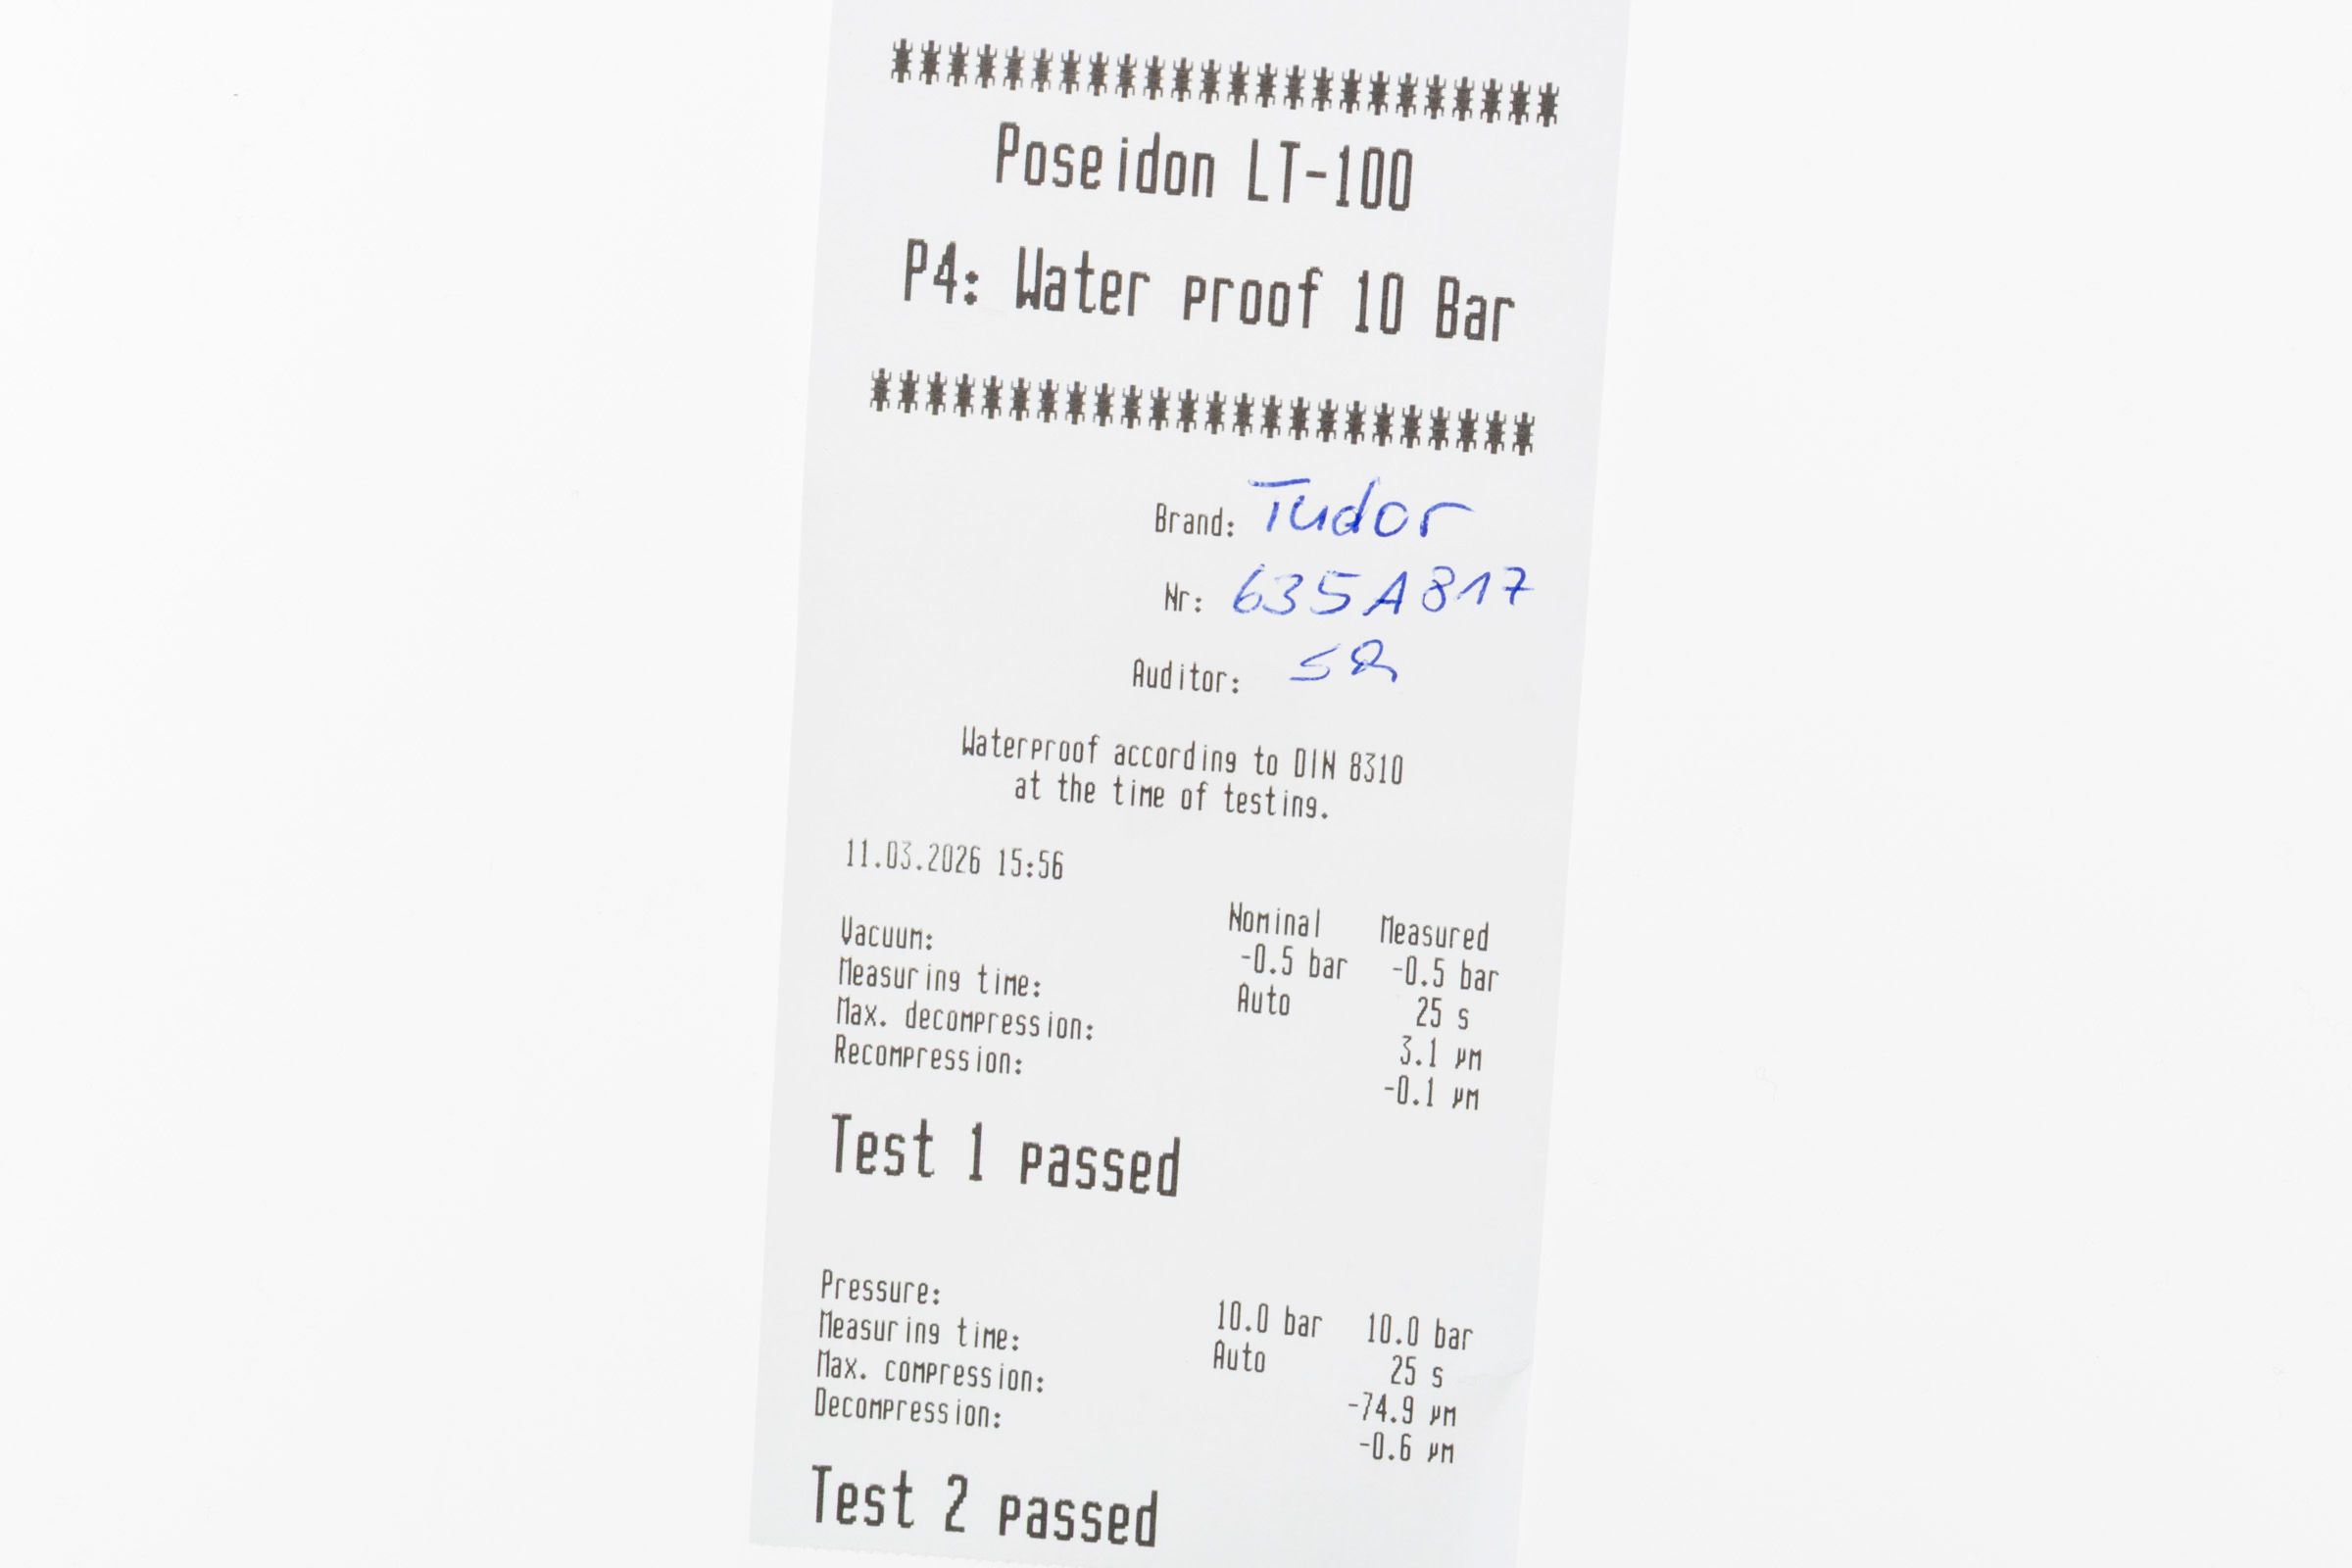 ************************
Poseidon LT-100
P4: Water proof 10 Bar
************************
Brand: Tudor
Nr: 635A817
Auditor:
Waterproof according to DIN 8310
at the time of testing.
11.03.2026 15:56
Nominal Measured
Vacuum: -0.5 bar -0.5 bar
Measuring time: Auto 25 s
Max. decompression: 3.1 µm
Recompression: -0.1 µm
Test 1 passed
Pressure: 10.0 bar 10.0 bar
Measuring time: Auto 25 s
Max. compression: -74.9 µm
Decompression: -0.6 µm
Test 2 passed